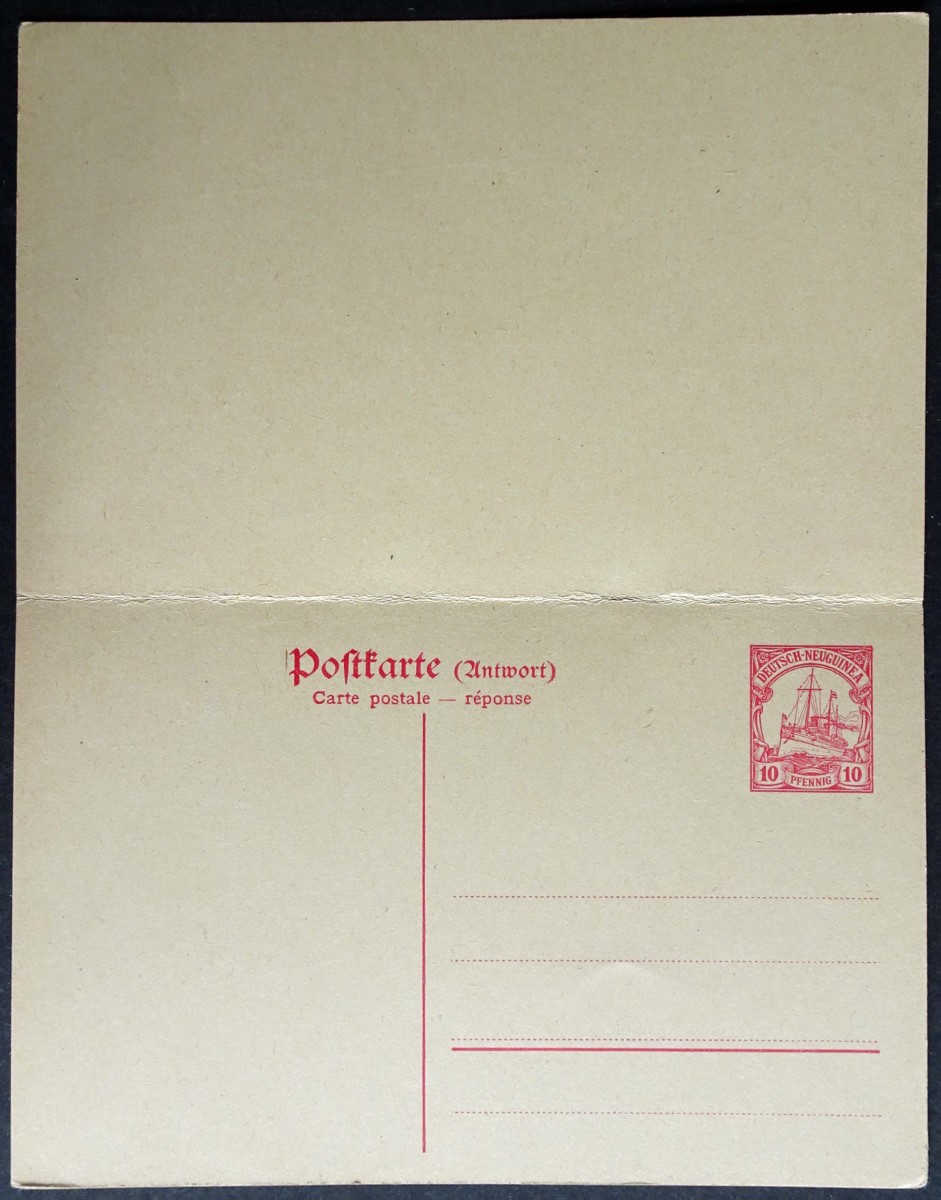 Postkarte (Antwort)
Carte postale — réponse
DEUTSCH-NEUGUINEA
10 PFENNIG 10